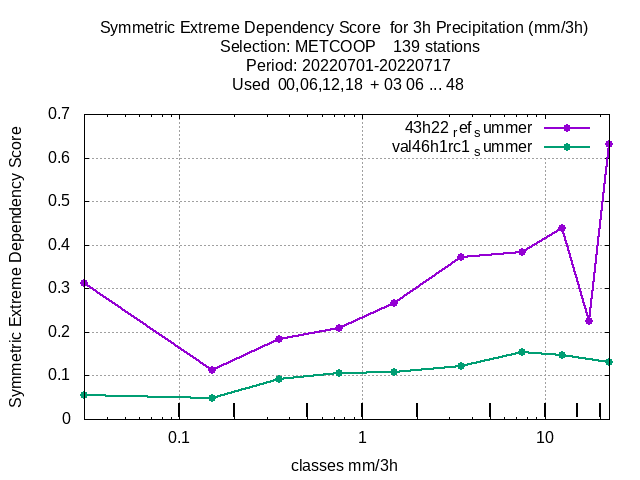 Symmetric Extreme Dependency Score  for 3h Precipitation (mm/3h)
Selection: METCOOP    139 stations
Period: 20220701-20220717
Used  00,06,12,18  + 03 06 ... 48
43h22 ref summer
val46h1rc1 summer
Symmetric Extreme Dependency Score
0.7
0.6
0.5
0.4
0.3
0.2
0.1
0
0.1 1 10
classes mm/3h